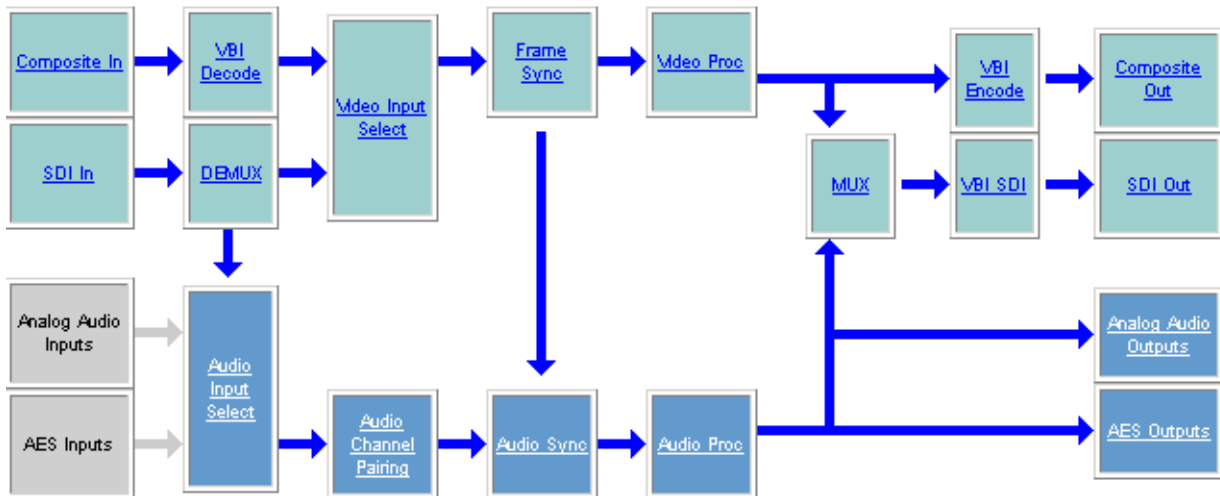 Composite In
VBI
Decode
Video Input
Select
Frame
Sync
Video Proc
VBI
Encode
Composite
Out
SDI In
DEMUX
MUX
VBI SDI
SDI Out
Analog Audio
Inputs
Audio
Input
Select
Analog Audio
Outputs
AES Inputs
Audio
Channel
Pairing
Audio Sync
Audio Proc
AES Outputs